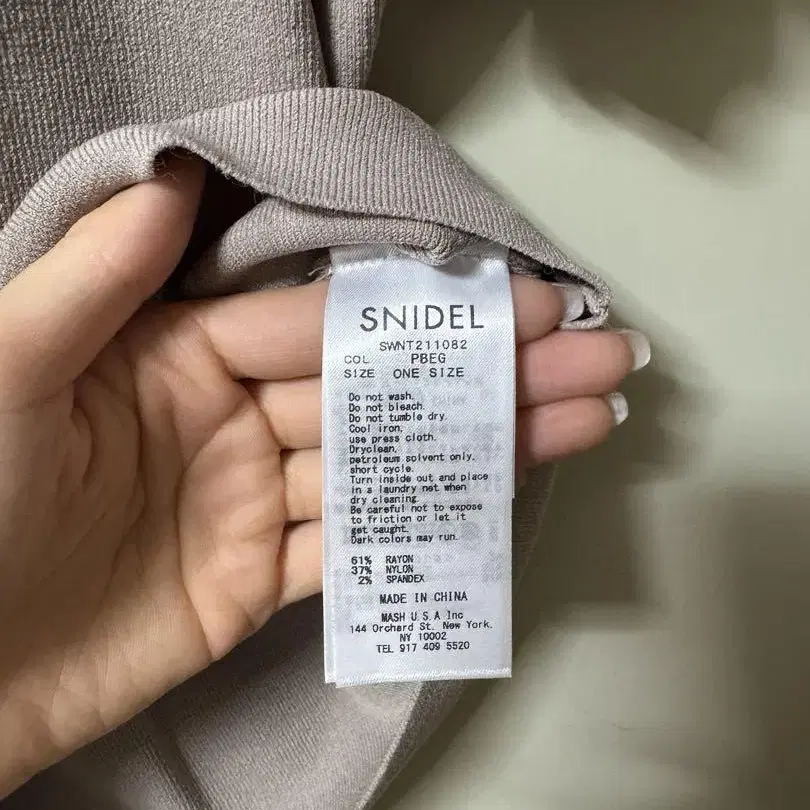 SNIDEL
SWNT211082
COL PBEG
SIZE ONE SIZE
Do not wash.
Do not bleach.
Do not tumble dry.
Cool iron,
use press cloth.
Dryclean,
petroleum solvent only,
short cycle.
Turn inside out and place
in a laundry net when
dry cleaning.
Be careful not to expose
to friction or let it
get caught.
Dark colors may run.
61% RAYON
37% NYLON
2% SPANDEX
MADE IN CHINA
MASH U.S.A Inc
144 Orchard St. New York.
NY 10002
TEL 917 409 5520